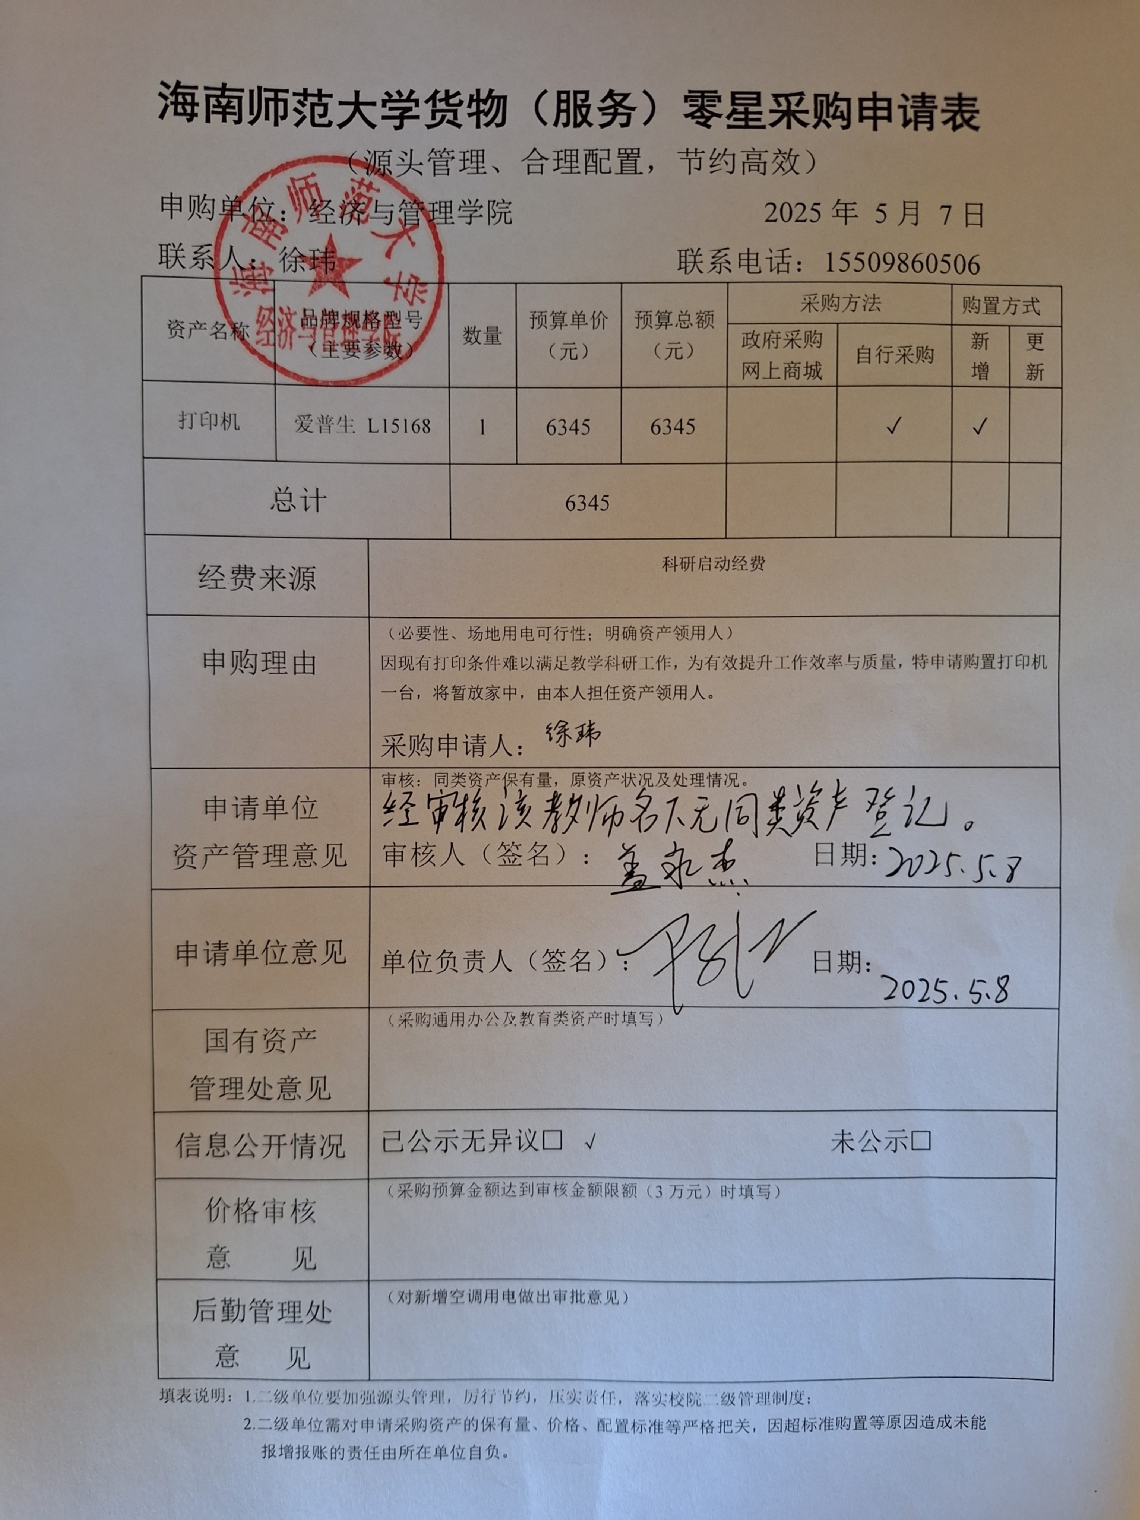 海南师范大学货物（服务）零星采购申请表
（源头管理、合理配置，节约高效）
申购单位：经济与管理学院 2025 年 5 月 7 日
联系人：徐玮 联系电话：15509860506
海南师范大学
经济与管理学院
资产名称 品牌规格型号（主要参数） 数量 预算单价（元） 预算总额（元） 采购方法 购置方式
政府采购网上商城 自行采购 新增 更新
打印机 爱普生 L15168 1 6345 6345 ✓ ✓
总计 6345
经费来源 科研启动经费
申购理由
（必要性、场地用电可行性；明确资产领用人）
因现有打印条件难以满足教学科研工作，为有效提升工作效率与质量，特申请购置打印机
一台，将暂放家中，由本人担任资产领用人。
采购申请人：徐玮
申请单位
资产管理意见
审核：同类资产保有量，原资产状况及处理情况。
经审核该教师名下无同类资产登记。
审核人（签名）：盖永杰 日期：2025.5.8
申请单位意见
单位负责人（签名）： 日期：2025.5.8
国有资产
管理处意见
（采购通用办公及教育类资产时填写）
信息公开情况 已公示无异议□ √ 未公示□
价格审核
意 见
（采购预算金额达到审核金额限额（3 万元）时填写）
后勤管理处
意 见
（对新增空调用电做出审批意见）
填表说明：1.二级单位要加强源头管理，厉行节约，压实责任，落实校院二级管理制度；
2.二级单位需对申请采购资产的保有量、价格、配置标准等严格把关，因超标准购置等原因造成未能
报增报账的责任由所在单位自负。